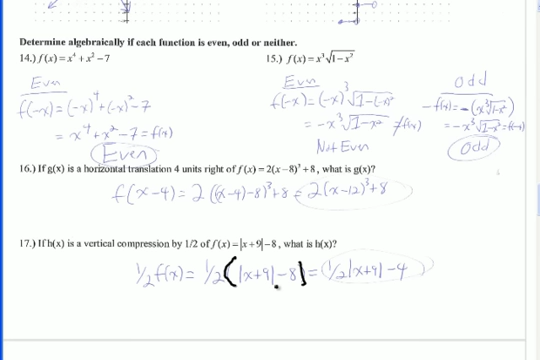 Determine algebraically if each function is even, odd or neither.
14.) f(x) = x⁴ + x² − 7
15.) f(x) = x³√(1−x²)
Even
f(-x) = (-x)⁴ + (-x)² - 7
= x⁴ + x² - 7 = f(x)
Even
Even
f(-x) = (-x)³√(1-(-x)²)
= -x³√(1-x²) ≠ f(x)
Not Even
Odd
-f(x) = -(x³√(1-x²))
= -x³√(1-x²) = f(-x)
Odd
16.) If g(x) is a horizontal translation 4 units right of f(x) = 2(x−8)³ + 8, what is g(x)?
f(x-4) = 2((x-4)-8)³+8 = 2(x-12)³+8
17.) If h(x) is a vertical compression by 1/2 of f(x) = |x+9| − 8, what is h(x)?
1/2 f(x) = 1/2(|x+9| - 8) = 1/2|x+9| - 4